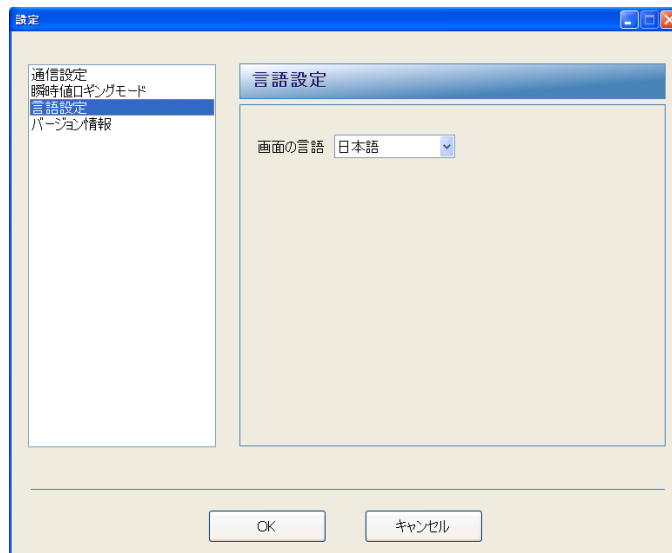 設定
通信設定
瞬時値ロギングモード
言語設定
バージョン情報
言語設定
画面の言語 日本語
OK キャンセル